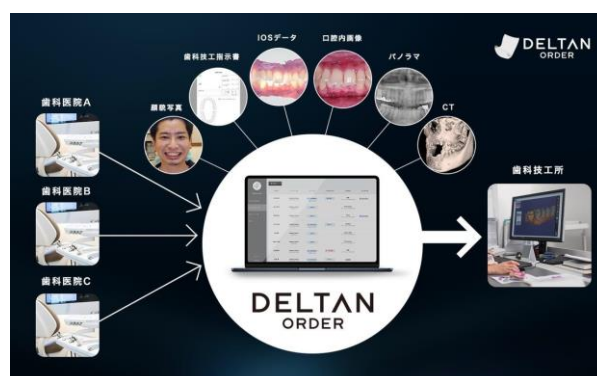 IOSデータ
口腔内画像
歯科技工指示書
パノラマ
DELTAN
ORDER
歯科医院A
顔貌写真
CT
歯科技工所
歯科医院B
歯科医院C
DELTAN
ORDER